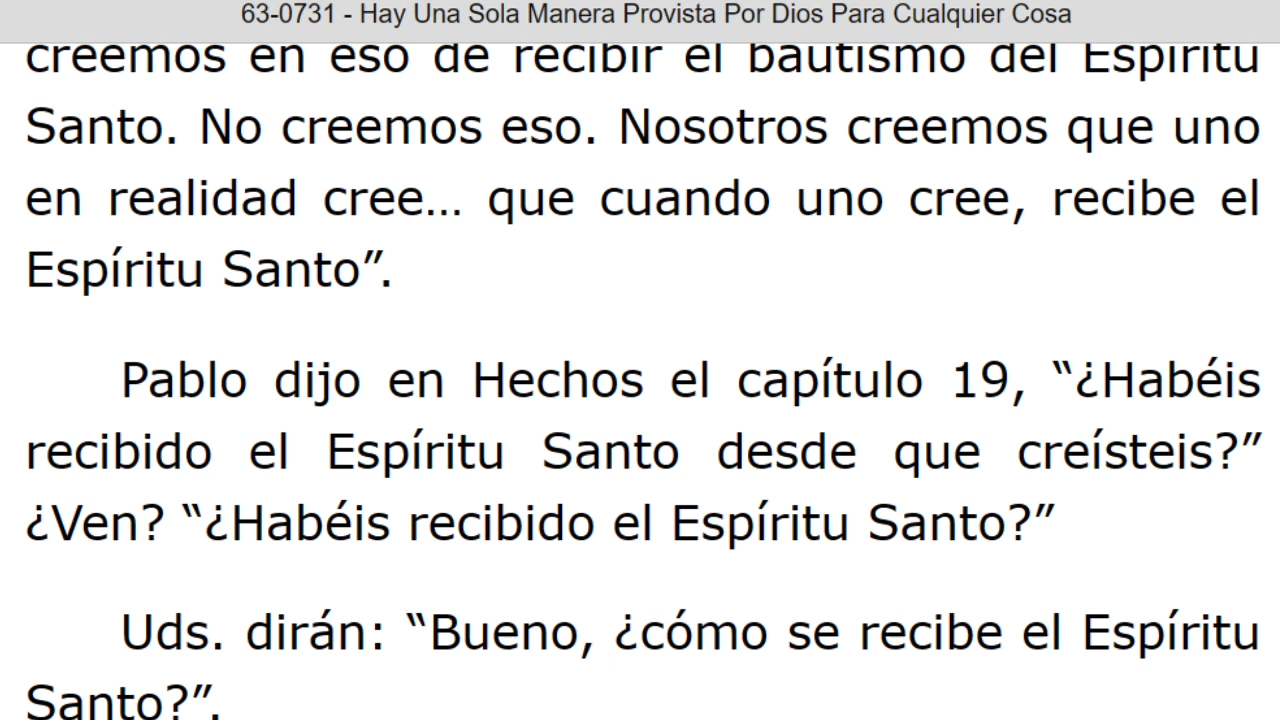 63-0731 - Hay Una Sola Manera Provista Por Dios Para Cualquier Cosa
creemos en eso de recibir el bautismo del Espíritu
Santo. No creemos eso. Nosotros creemos que uno
en realidad cree… que cuando uno cree, recibe el
Espíritu Santo”.
Pablo dijo en Hechos el capítulo 19, “¿Habéis
recibido el Espíritu Santo desde que creísteis?”
¿Ven? “¿Habéis recibido el Espíritu Santo?”
Uds. dirán: “Bueno, ¿cómo se recibe el Espíritu
Santo?”.